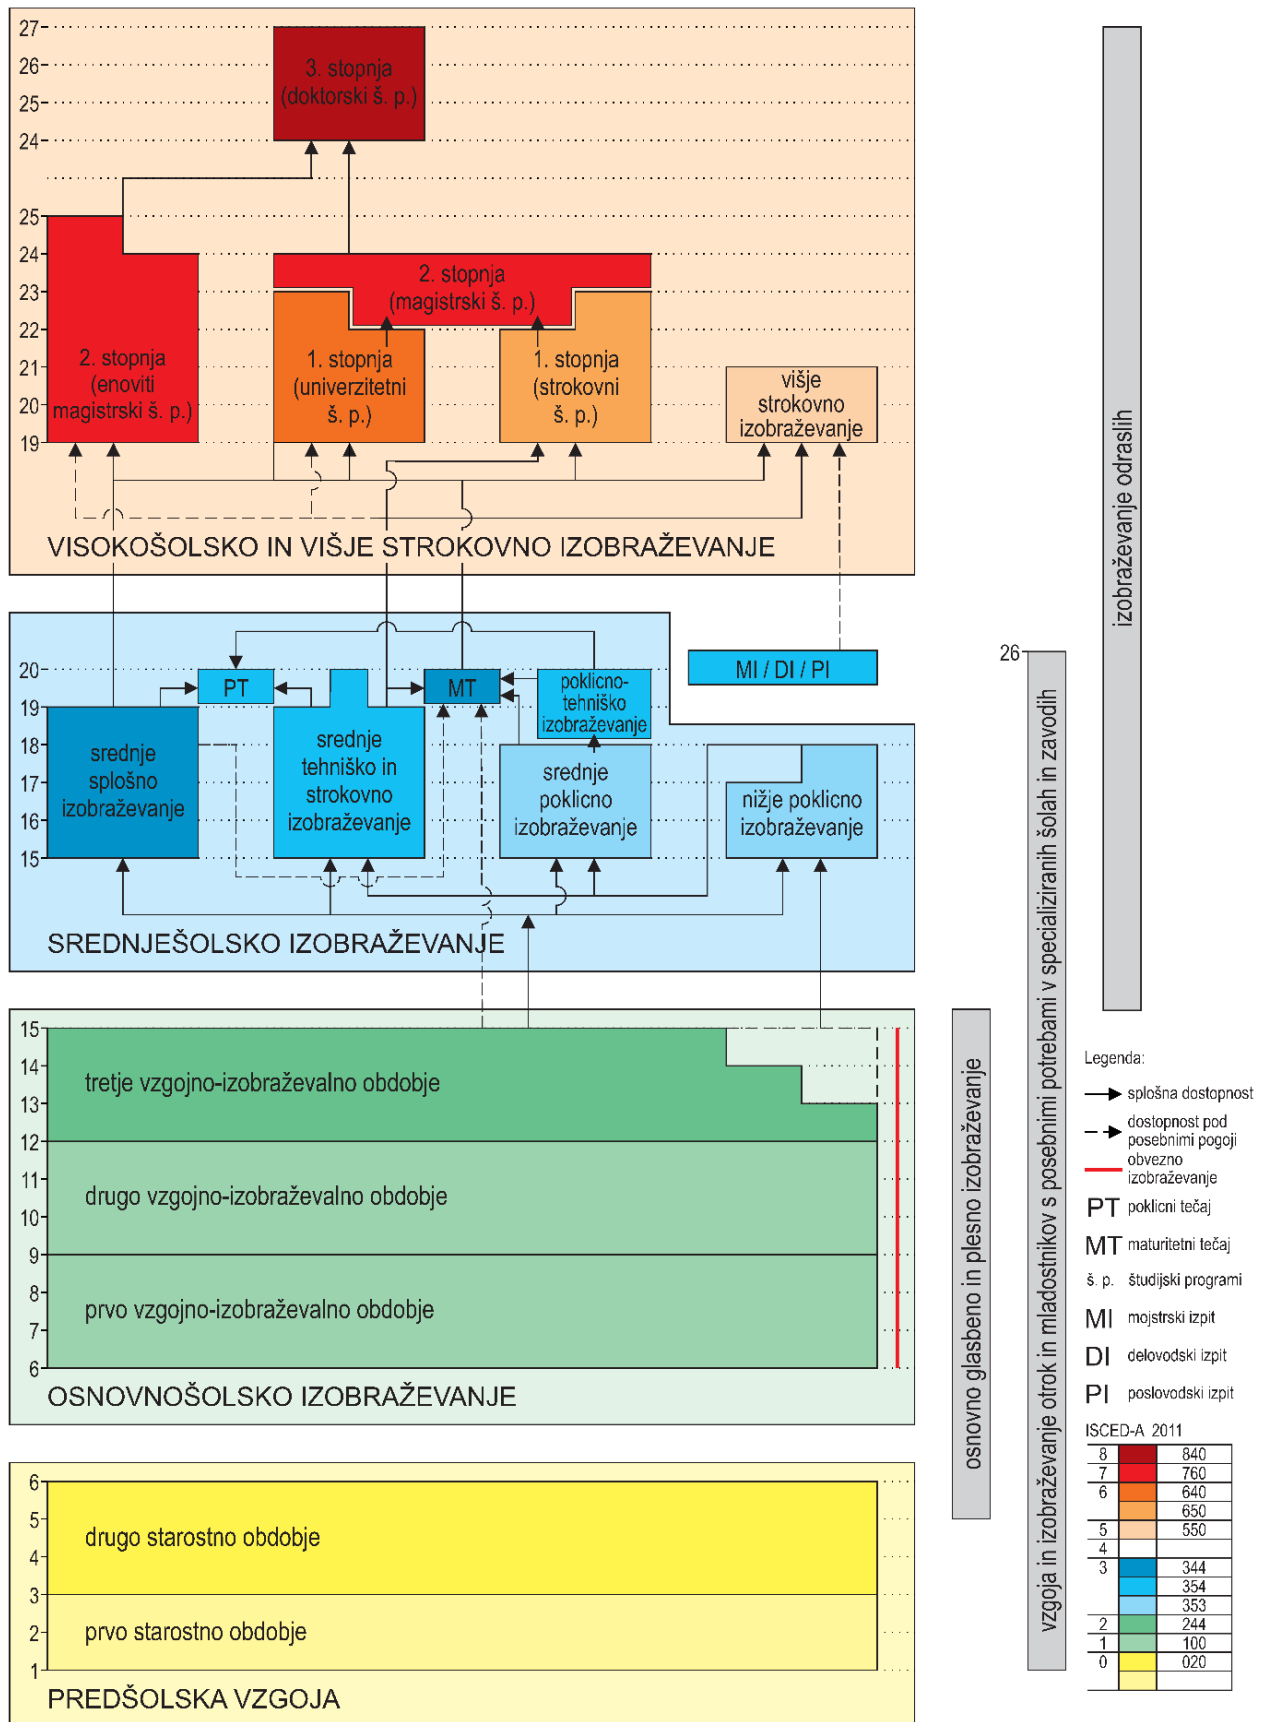 27
26
25
24
25
24
23
22
21
20
19
3. stopnja
(doktorski š. p.)
2. stopnja
(magistrski š. p.)
2. stopnja
(enoviti
magistrski š. p.)
1. stopnja
(univerzitetni
š. p.)
1. stopnja
(strokovni
š. p.)
višje
strokovno
izobraževanje
VISOKOŠOLSKO IN VIŠJE STROKOVNO IZOBRAŽEVANJE
20
19
18
17
16
15
PT
MT
poklicno-
tehniško
izobraževanje
MI / DI / PI
srednje
splošno
izobraževanje
srednje
tehniško in
strokovno
izobraževanje
srednje
poklicno
izobraževanje
nižje poklicno
izobraževanje
SREDNJEŠOLSKO IZOBRAŽEVANJE
15
14
13
12
11
10
9
8
7
6
tretje vzgojno-izobraževalno obdobje
drugo vzgojno-izobraževalno obdobje
prvo vzgojno-izobraževalno obdobje
OSNOVNOŠOLSKO IZOBRAŽEVANJE
6
5
4
3
2
1
drugo starostno obdobje
prvo starostno obdobje
PREDŠOLSKA VZGOJA
osnovno glasbeno in plesno izobraževanje
26
vzgoja in izobraževanje otrok in mladostnikov s posebnimi potrebami v specializiranih šolah in zavodih
izobraževanje odraslih
Legenda:
splošna dostopnost
dostopnost pod
posebnimi pogoji
obvezno
izobraževanje
PT poklicni tečaj
MT maturitetni tečaj
š. p. študijski programi
MI mojstrski izpit
DI delovodski izpit
PI poslovodski izpit
ISCED-A 2011
8 840
7 760
6 640
650
5 550
4
3 344
354
353
2 244
1 100
0 020